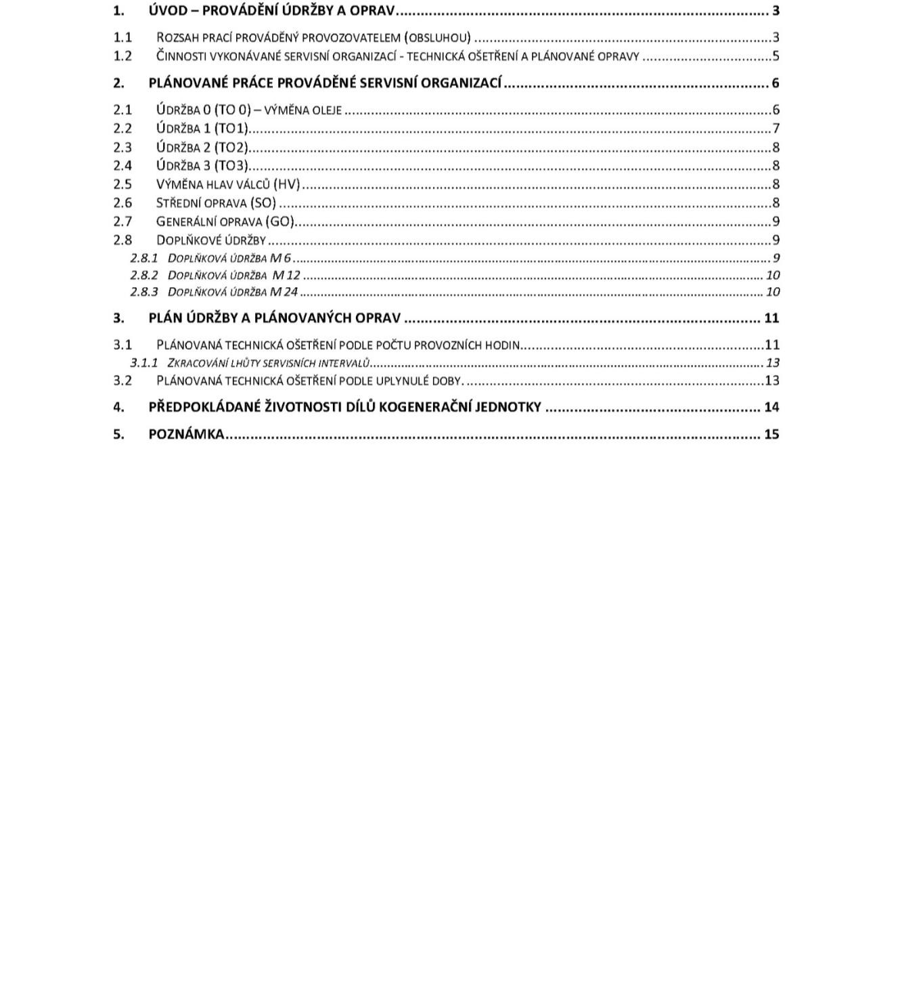 1. ÚVOD – PROVÁDĚNÍ ÚDRŽBY A OPRAV........ 3
1.1 ROZSAH PRACÍ PROVÁDĚNÝ PROVOZOVATELEM (OBSLUHOU) ........3
1.2 ČINNOSTI VYKONÁVANÉ SERVISNÍ ORGANIZACÍ - TECHNICKÁ OŠETŘENÍ A PLÁNOVANÉ OPRAVY ........5
2. PLÁNOVANÉ PRÁCE PROVÁDĚNÉ SERVISNÍ ORGANIZACÍ........ 6
2.1 ÚDRŽBA 0 (TO 0) – VÝMĚNA OLEJE ........6
2.2 ÚDRŽBA 1 (TO1)........7
2.3 ÚDRŽBA 2 (TO2)........8
2.4 ÚDRŽBA 3 (TO3)........8
2.5 VÝMĚNA HLAV VÁLCŮ (HV)........8
2.6 STŘEDNÍ OPRAVA (SO) ........8
2.7 GENERÁLNÍ OPRAVA (GO)........9
2.8 DOPLŇKOVÉ ÚDRŽBY........9
2.8.1 DOPLŇKOVÁ ÚDRŽBA M 6........ 9
2.8.2 DOPLŇKOVÁ ÚDRŽBA M 12 ........ 10
2.8.3 DOPLŇKOVÁ ÚDRŽBA M 24 ........ 10
3. PLÁN ÚDRŽBY A PLÁNOVANÝCH OPRAV ........ 11
3.1 PLÁNOVANÁ TECHNICKÁ OŠETŘENÍ PODLE POČTU PROVOZNÍCH HODIN........11
3.1.1 ZKRACOVÁNÍ LHŮTY SERVISNÍCH INTERVALŮ........ 13
3.2 PLÁNOVANÁ TECHNICKÁ OŠETŘENÍ PODLE UPLYNULÉ DOBY. ........13
4. PŘEDPOKLÁDANÉ ŽIVOTNOSTI DÍLŮ KOGENERAČNÍ JEDNOTKY ........ 14
5. POZNÁMKA........ 15